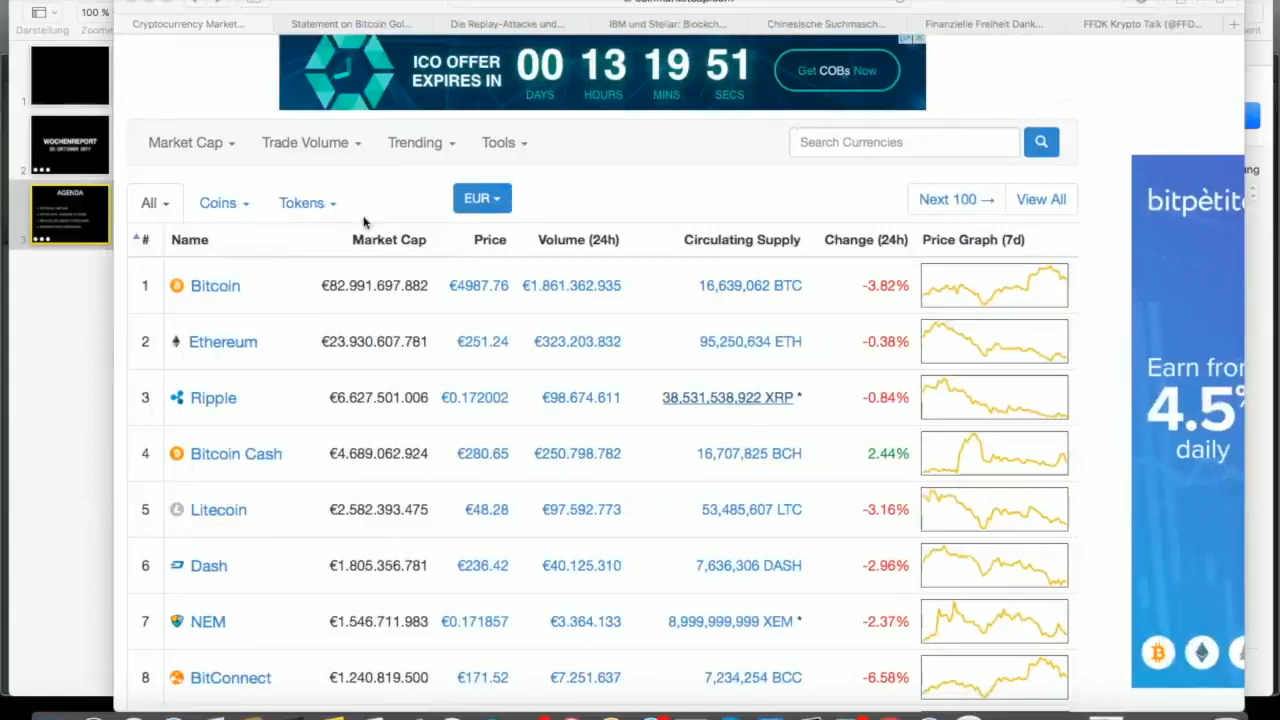 100 %
Darstellung
Zoome
Cryptocurrency Market...
Statement on Bitcoin Gol...
Die Replay-Attacke und...
IBM und Stellar: Blockch...
Chinesische Suchmasch...
Finanzielle Freiheit Dank...
FFDK Krypto Talk (@FFD...
ICO OFFER
EXPIRES IN
00 13 19 51
DAYS HOURS MINS SECS
Get COBs Now
Market Cap
Trade Volume
Trending
Tools
Search Currencies
All
Coins
Tokens
EUR
Next 100 →
View All
# Name Market Cap Price Volume (24h) Circulating Supply Change (24h) Price Graph (7d)
1 Bitcoin €82.991.697.882 €4987.76 €1.861.362.935 16,639,062 BTC -3.82%
2 Ethereum €23.930.607.781 €251.24 €323.203.832 95,250,634 ETH -0.38%
3 Ripple €6.627.501.006 €0.172002 €98.674.611 38,531,538,922 XRP * -0.84%
4 Bitcoin Cash €4.689.062.924 €280.65 €250.798.782 16,707,825 BCH 2.44%
5 Litecoin €2.582.393.475 €48.28 €97.592.773 53,485,607 LTC -3.16%
6 Dash €1.805.356.781 €236.42 €40.125.310 7,636,306 DASH -2.96%
7 NEM €1.546.711.983 €0.171857 €3.364.133 8,999,999,999 XEM * -2.37%
8 BitConnect €1.240.819.500 €171.52 €7.251.637 7,234,254 BCC -6.58%
1
2
WOCHENREPORT
3
AGENDA
bitpètit
Earn fro
4.5
daily